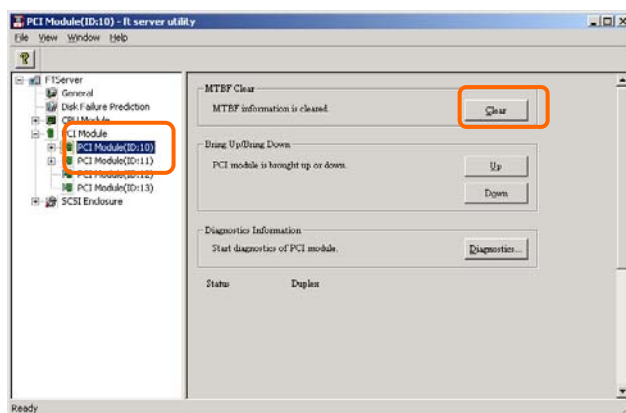 PCI Module(ID:10) - ft server utility
File View Window Help
FTServer
General
Disk Failure Prediction
CPU Module
PCI Module
PCI Module(ID:10)
PCI Module(ID:11)
PCI Module(ID:12)
PCI Module(ID:13)
SCSI Enclosure
MTBF Clear
MTBF information is cleared.
Clear
Bring Up/Bring Down
PCI module is brought up or down.
Up
Down
Diagnostics Information
Start diagnostics of PCI module.
Diagnostics...
Status Duplex
Ready